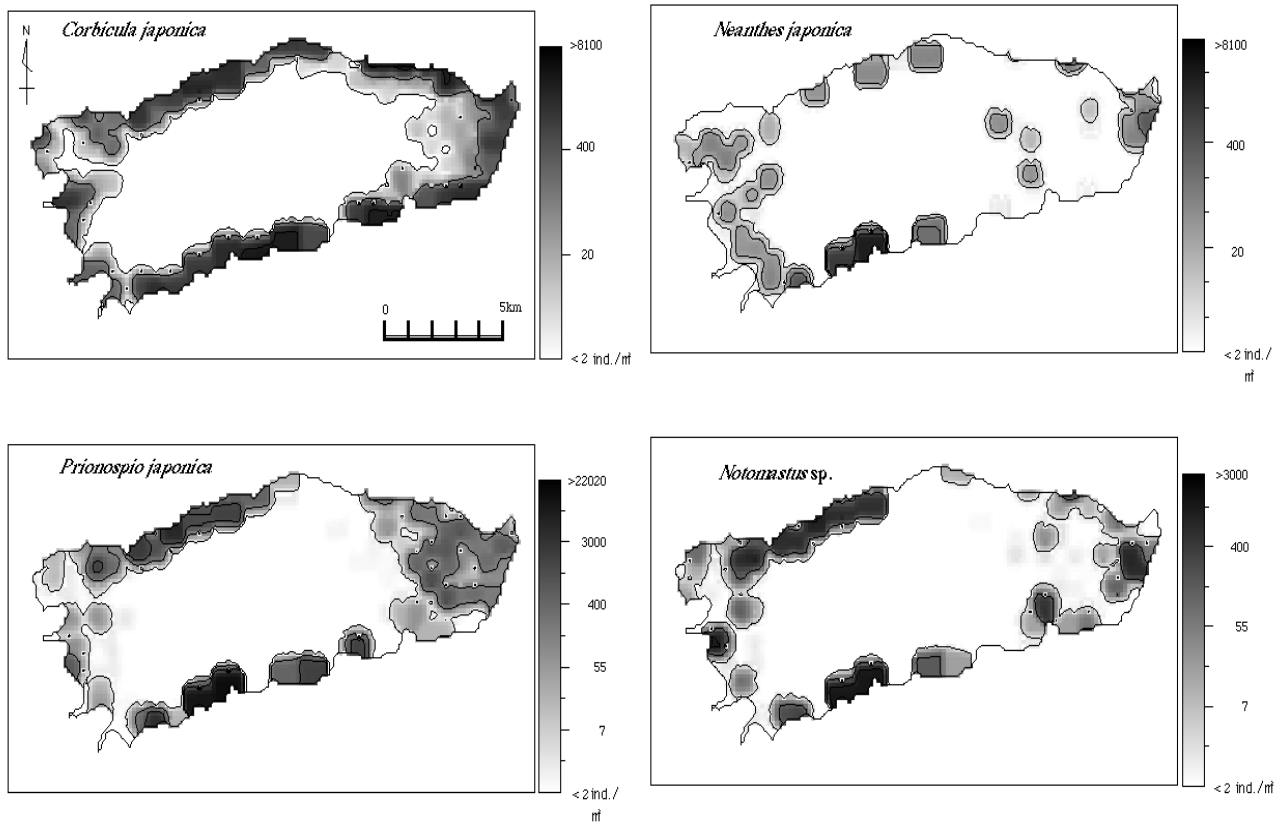 N
Corbicula japonica
0
5km
>8100
400
20
< 2 ind./㎡
Neanthes japonica
>8100
400
20
< 2 ind./
㎡
Prionospio japonica
>22020
3000
400
55
7
< 2 ind./
㎡
Notomastus sp.
>3000
400
55
7
< 2 ind./
㎡